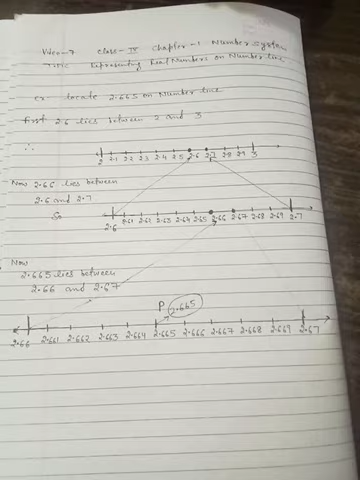 Video-7 Class-IX Chapter-1 Number System
Topic Representing Real Numbers on Number line
ex- locate 2.665 on Number line
first 2.6 lies between 2 and 3
∴
2 2.1 2.2 2.3 2.4 2.5 2.6 2.7 2.8 2.9 3
Now 2.66 lies between
2.6 and 2.7
So
2.6 2.61 2.62 2.63 2.64 2.65 2.66 2.67 2.68 2.69 2.7
Now
2.665 lies between
2.66 and 2.67
P 2.665
2.66 2.661 2.662 2.663 2.664 2.665 2.666 2.667 2.668 2.669 2.67